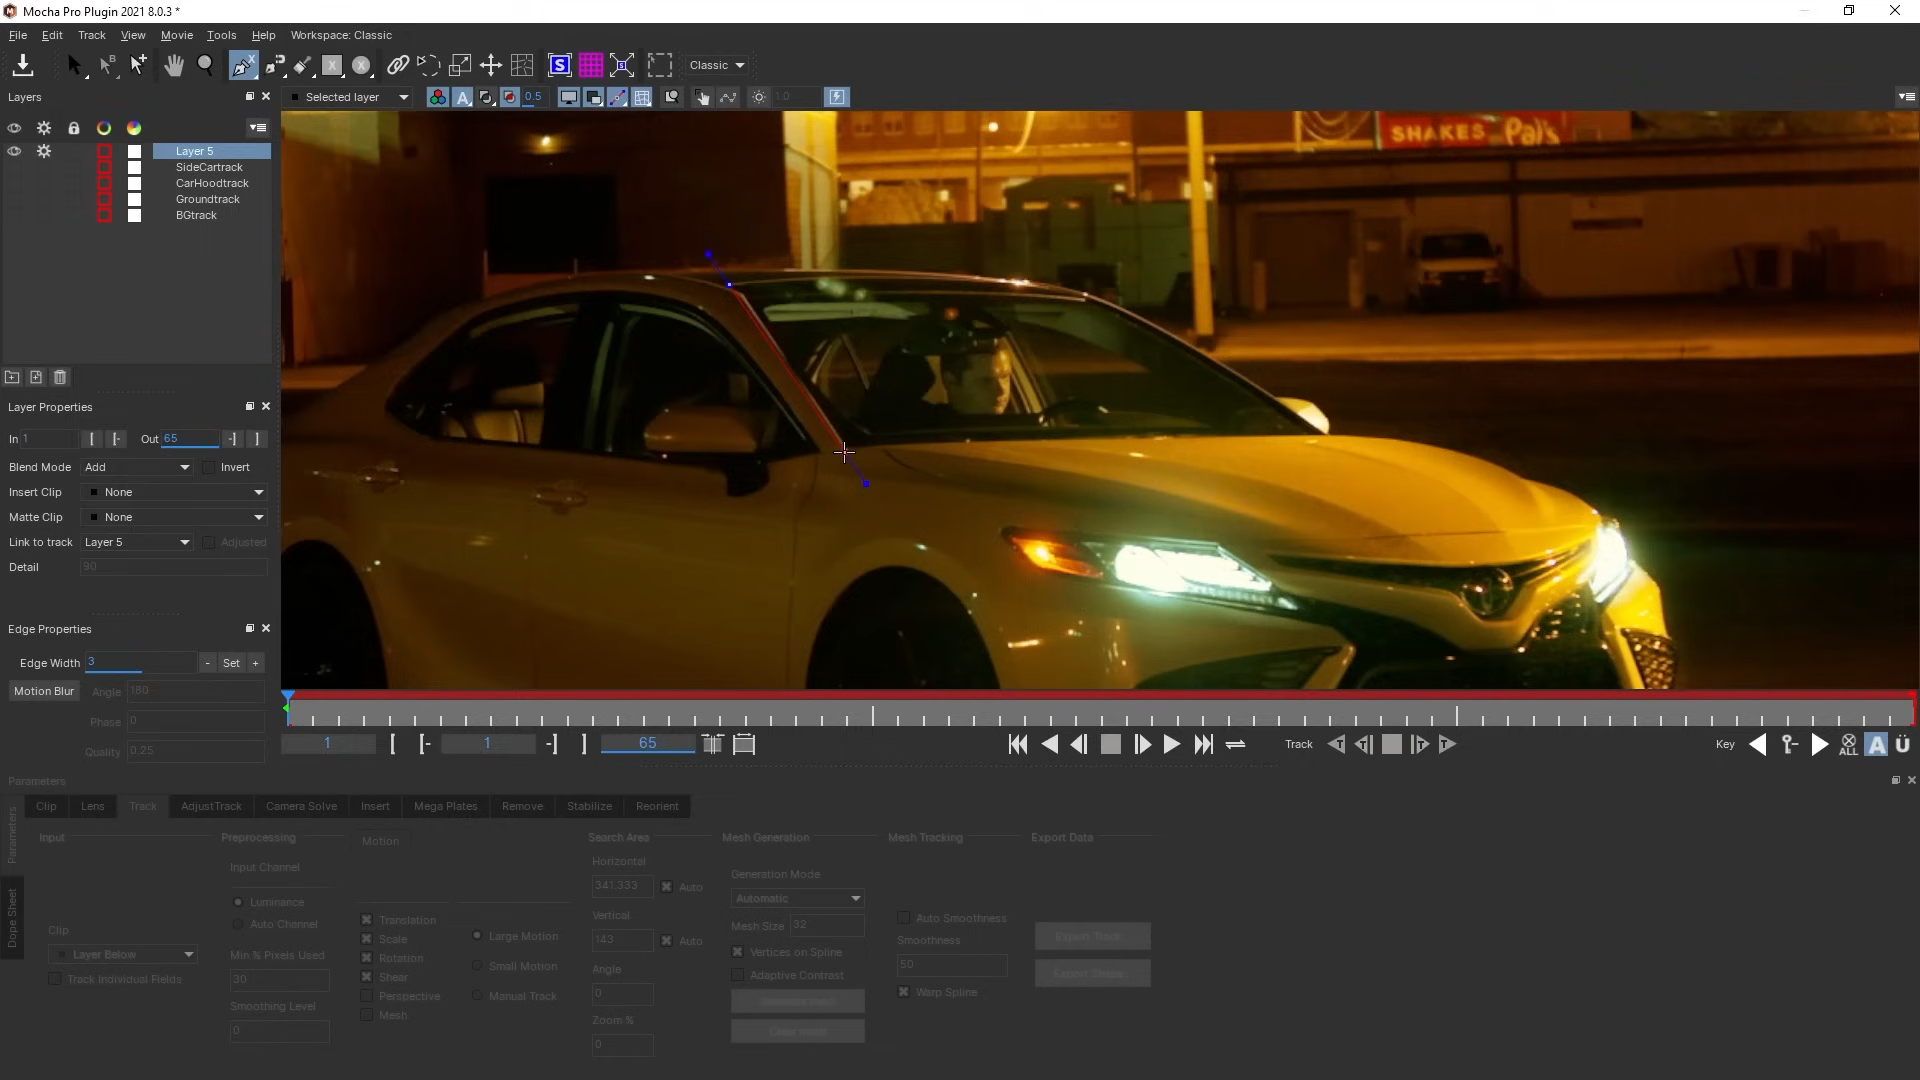 Mocha Pro Plugin 2021 8.0.3 *
File Edit Track View Movie Tools Help Workspace: Classic
Classic
Layers
Selected layer
0.5
1.0
Layer 5
SideCartrack
CarHoodtrack
Groundtrack
BGtrack
SHAKES Pal's
Layer Properties
In 1 Out 65
Blend Mode Add Invert
Insert Clip None
Matte Clip None
Link to track Layer 5 Adjusted
Detail 90
Edge Properties
Edge Width 3 - Set +
Motion Blur Angle 180
Phase 0
Quality 0.25
1 1 65 Track Key ALL
Parameters
Clip Lens Track AdjustTrack Camera Solve Insert Mega Plates Remove Stabilize Reorient
Parameters
Dope Sheet
Input
Clip
Layer Below
Track Individual Fields
Preprocessing
Input Channel
Luminance
Auto Channel
Min % Pixels Used
30
Smoothing Level
0
Motion
Translation
Scale
Rotation
Shear
Perspective
Mesh
Large Motion
Small Motion
Manual Track
Search Area
Horizontal
341.333 Auto
Vertical
143 Auto
Angle
0
Zoom %
0
Mesh Generation
Generation Mode
Automatic
Mesh Size 32
Vertices on Spline
Adaptive Contrast
Mesh Tracking
Auto Smoothness
Smoothness
50
Warp Spline
Export Data